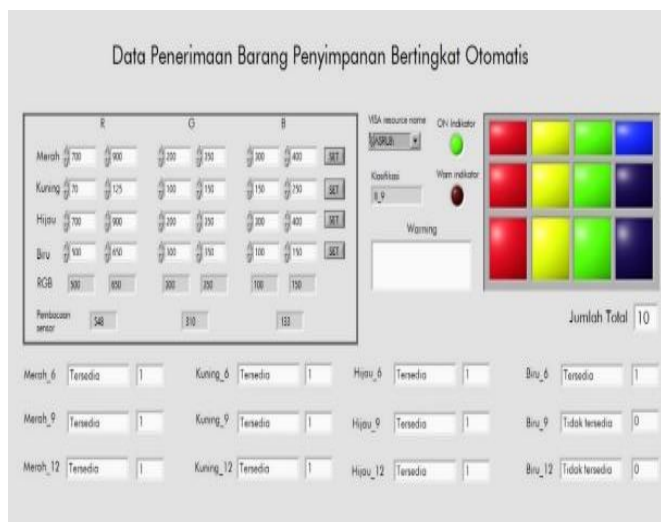 Data Penerimaan Barang Penyimpanan Bertingkat Otomatis
R G B
Merah 700 900 200 250 300 400 SET
Kuning 70 125 100 150 150 250 SET
Hijau 700 900 200 250 300 400 SET
Biru 500 650 300 350 100 150 SET
RGB 500 650 300 350 100 150
Pembacaan sensor 548 310 133
VISA resource name
ON Indikator
Klasifikasi
Warn indikator
Warning
Jumlah Total 10
Merah_6 Tersedia 1 Kuning_6 Tersedia 1 Hijau_6 Tersedia 1 Biru_6 Tersedia 1
Merah_9 Tersedia 1 Kuning_9 Tersedia 1 Hijau_9 Tersedia 1 Biru_9 Tidak tersedia 0
Merah_12 Tersedia 1 Kuning_12 Tersedia 1 Hijau_12 Tersedia 1 Biru_12 Tidak tersedia 0